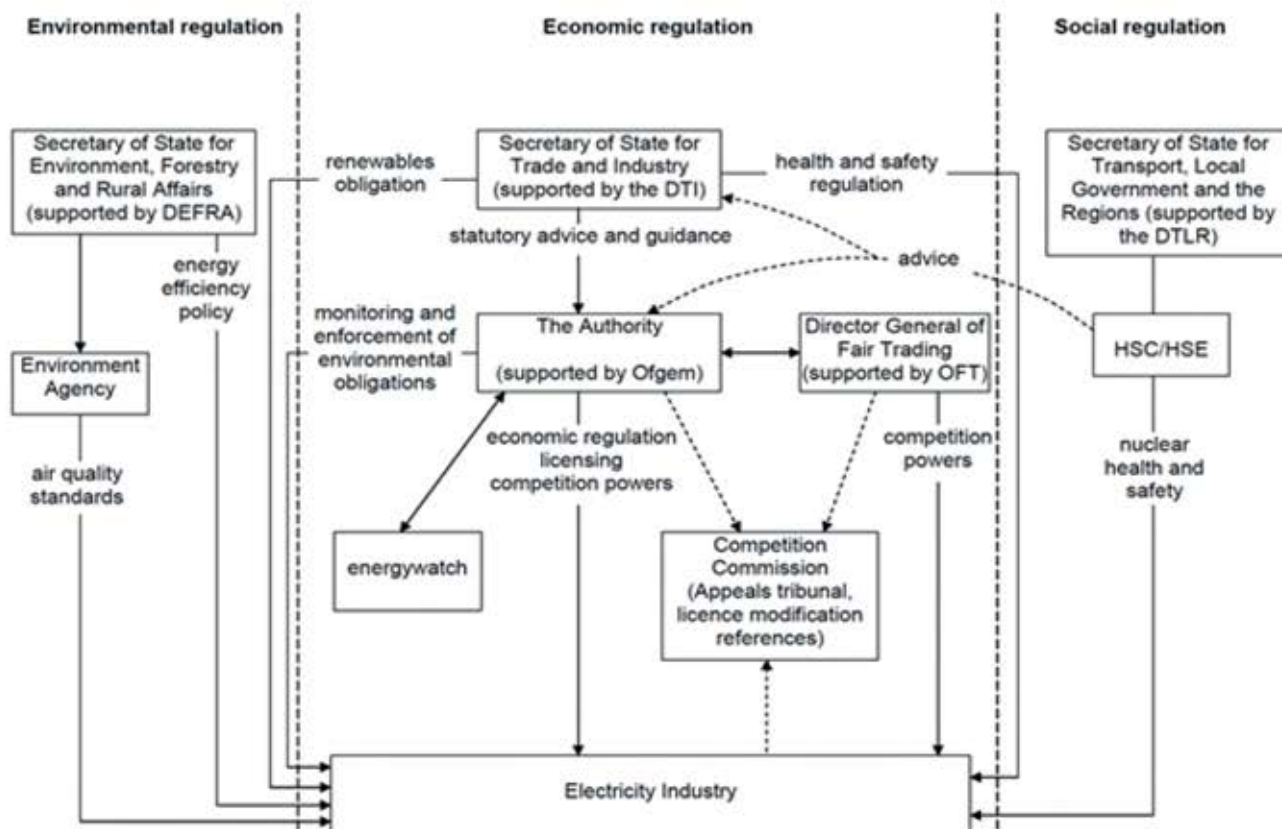 Environmental regulation
Economic regulation
Social regulation
Secretary of State for
Environment, Forestry
and Rural Affairs
(supported by DEFRA)
renewables
obligation
Secretary of State for
Trade and Industry
(supported by the DTI)
health and safety
regulation
Secretary of State for
Transport, Local
Government and the
Regions (supported by
the DTLR)
statutory advice and guidance
advice
energy
efficiency
policy
monitoring and
enforcement of
environmental
obligations
The Authority
(supported by Ofgem)
Director General of
Fair Trading
(supported by OFT)
HSC/HSE
Environment
Agency
economic regulation
licensing
competition powers
competition
powers
nuclear
health and
safety
air quality
standards
energywatch
Competition
Commission
(Appeals tribunal,
licence modification
references)
Electricity Industry